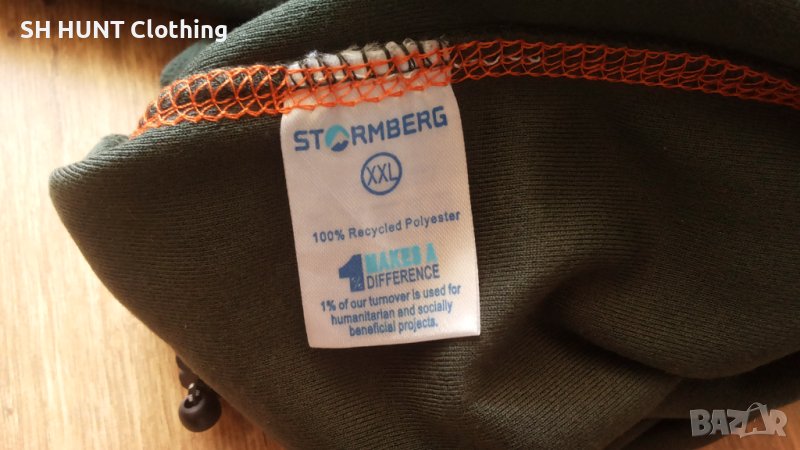 SH HUNT Clothing
STORMBERG
XXL
100% Recycled Polyester
1% MAKES A
DIFFERENCE
1% of our turnover is used for
humanitarian and socially
beneficial projects.
BAZAR